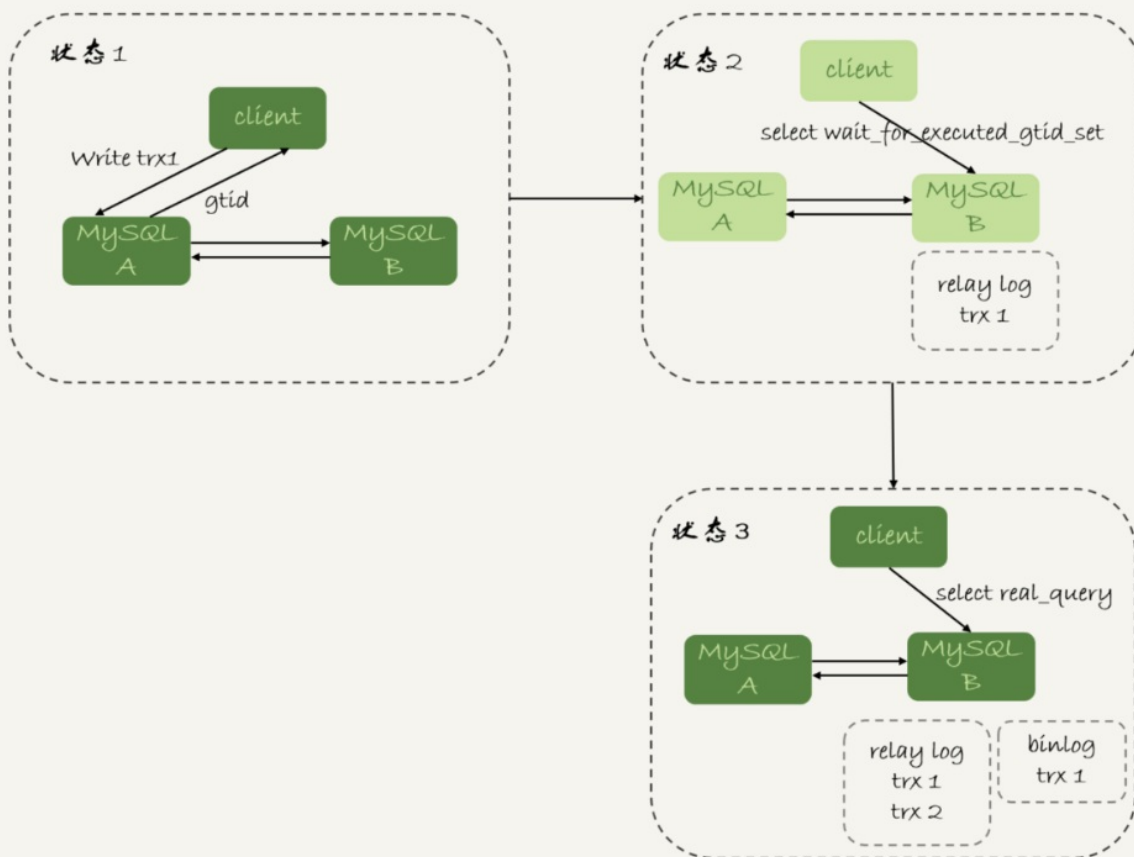 状态1
client
Write trx1
gtid
MySQL
A
MySQL
B
状态2
client
select wait_for_executed_gtid_set
MySQL
A
MySQL
B
relay log
trx 1
状态3
client
select real_query
MySQL
A
MySQL
B
relay log
trx 1
trx 2
binlog
trx 1